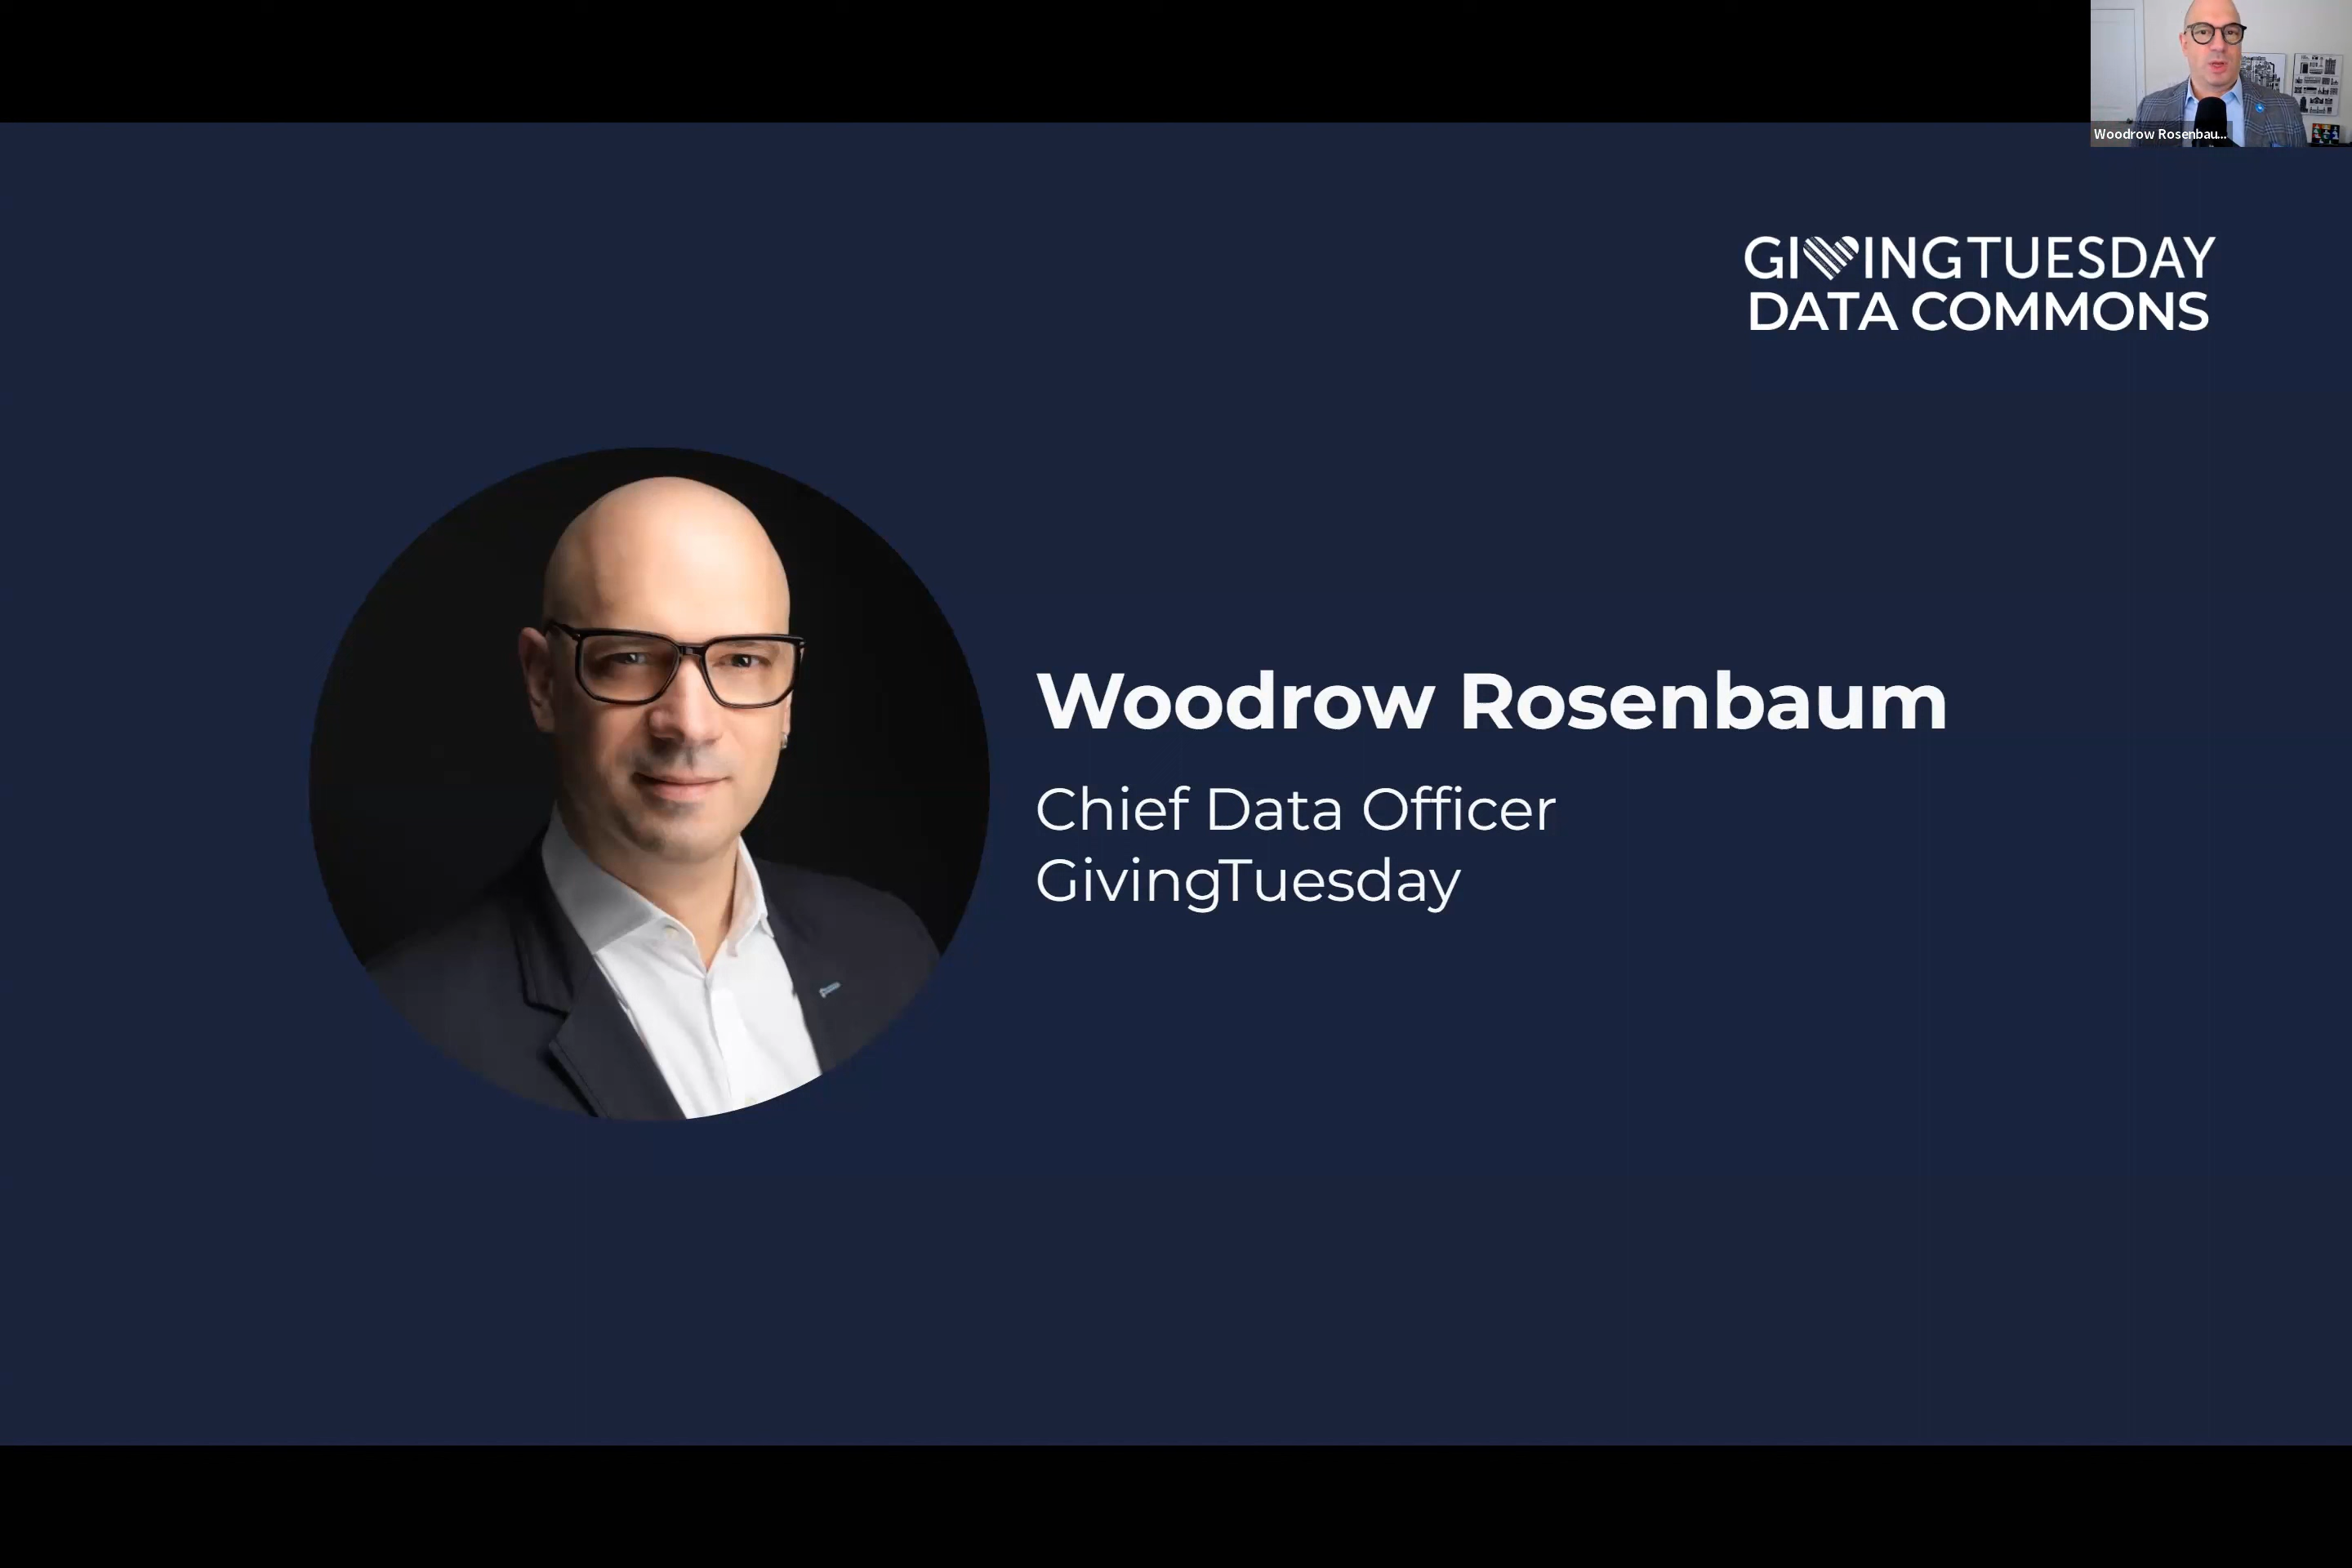 Woodrow Rosenbau...
GIVINGTUESDAY
DATA COMMONS
Woodrow Rosenbaum
Chief Data Officer
GivingTuesday